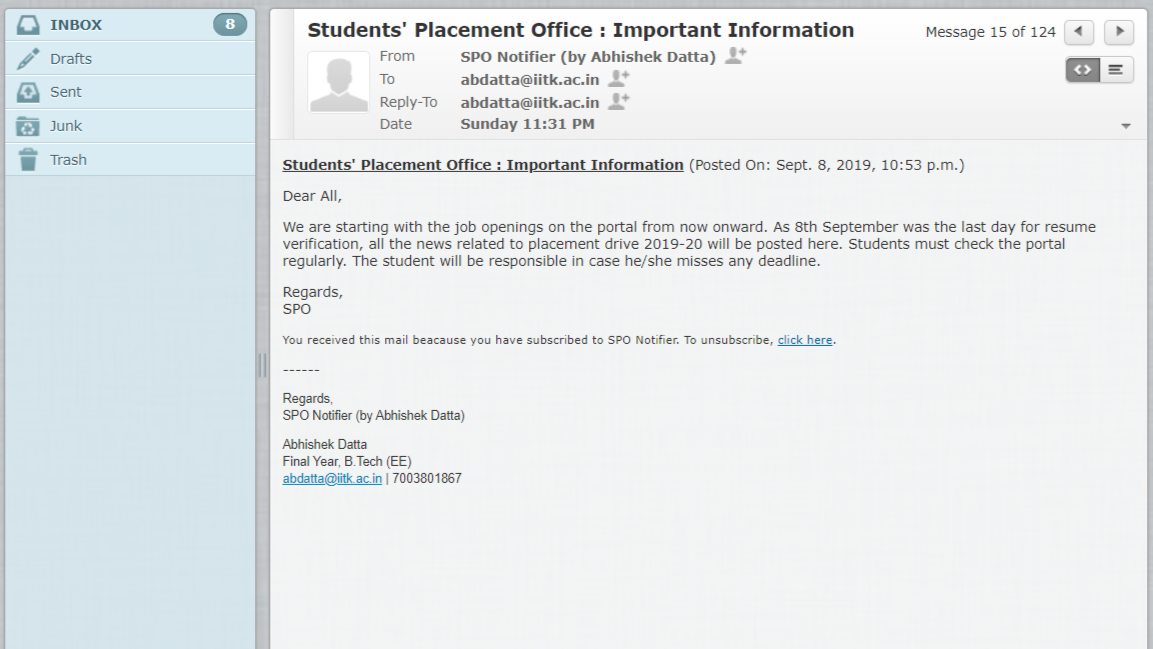 INBOX 8
Drafts
Sent
Junk
Trash
Students' Placement Office : Important Information
Message 15 of 124
From SPO Notifier (by Abhishek Datta)
To abdatta@iitk.ac.in
Reply-To abdatta@iitk.ac.in
Date Sunday 11:31 PM
Students' Placement Office : Important Information (Posted On: Sept. 8, 2019, 10:53 p.m.)
Dear All,
We are starting with the job openings on the portal from now onward. As 8th September was the last day for resume
verification, all the news related to placement drive 2019-20 will be posted here. Students must check the portal
regularly. The student will be responsible in case he/she misses any deadline.
Regards,
SPO
You received this mail beacause you have subscribed to SPO Notifier. To unsubscribe, click here.
------
Regards,
SPO Notifier (by Abhishek Datta)
Abhishek Datta
Final Year, B.Tech (EE)
abdatta@iitk.ac.in | 7003801867